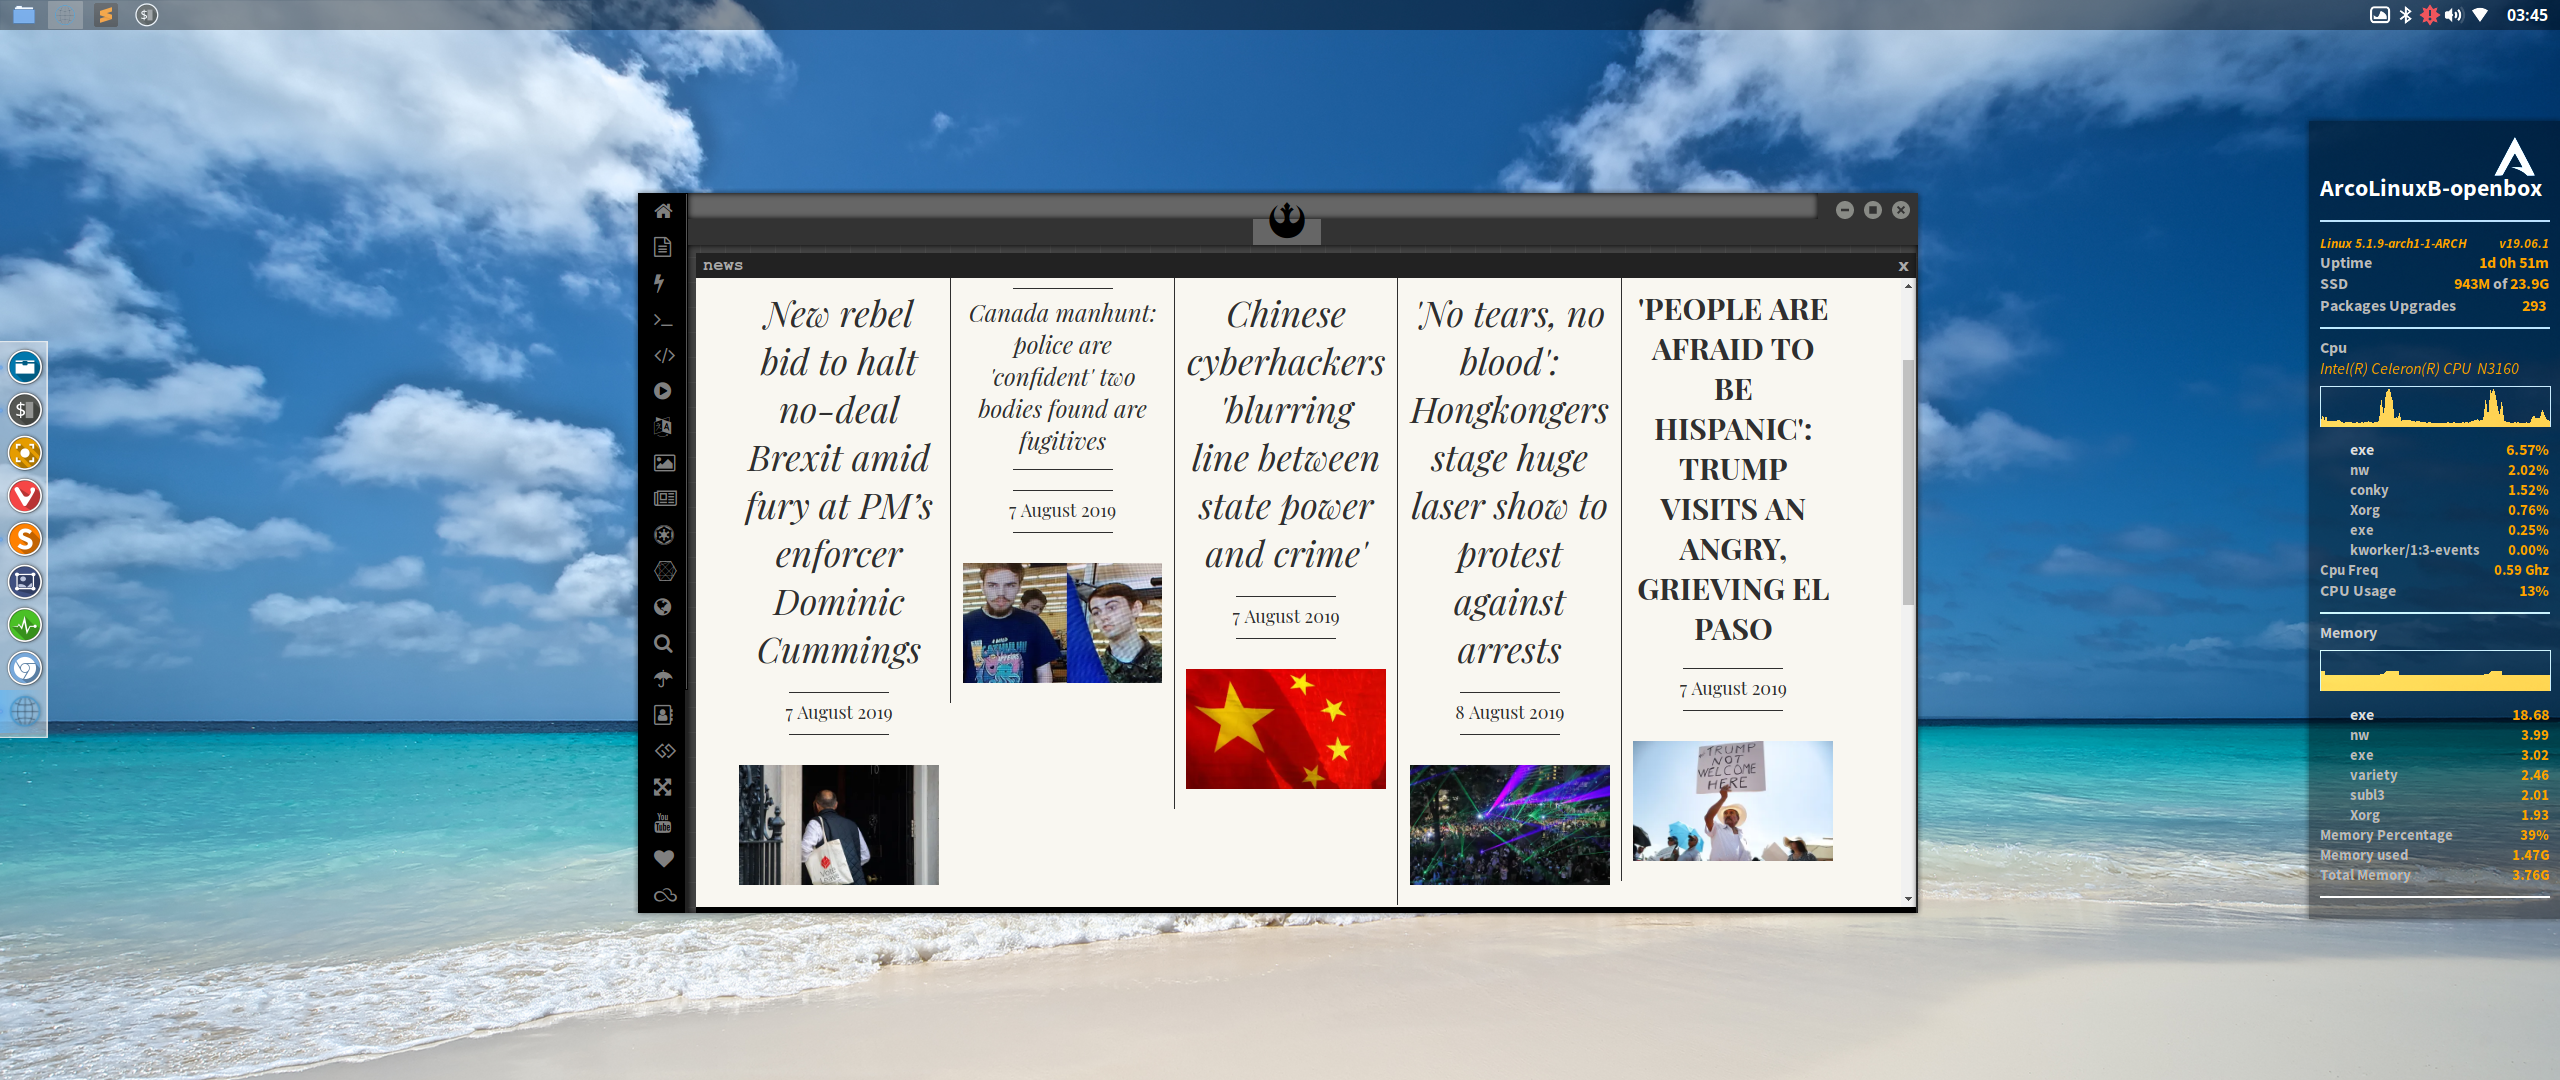 03:45
ArcoLinuxB-openbox
Linux 5.1.9-arch1-1-ARCH v19.06.1
Uptime 1d 0h 51m
SSD 943M of 23.9G
Packages Upgrades 293
Cpu
Intel(R) Celeron(R) CPU N3160
exe 6.57%
nw 2.02%
conky 1.52%
Xorg 0.76%
exe 0.25%
kworker/1:3-events 0.00%
Cpu Freq 0.59 Ghz
CPU Usage 13%
Memory
exe 18.68
nw 3.99
exe 3.02
variety 2.46
subl3 2.01
Xorg 1.93
Memory Percentage 39%
Memory used 1.47G
Total Memory 3.76G
news x
New rebel
bid to halt
no-deal
Brexit amid
fury at PM’s
enforcer
Dominic
Cummings
7 August 2019
Vote
Leave
Canada manhunt:
police are
'confident' two
bodies found are
fugitives
7 August 2019
Chinese
cyberhackers
'blurring
line between
state power
and crime'
7 August 2019
'No tears, no
blood':
Hongkongers
stage huge
laser show to
protest
against
arrests
8 August 2019
'PEOPLE ARE
AFRAID TO
BE
HISPANIC':
TRUMP
VISITS AN
ANGRY,
GRIEVING EL
PASO
7 August 2019
TRUMP
NOT
WELCOME
HERE
You
Tube